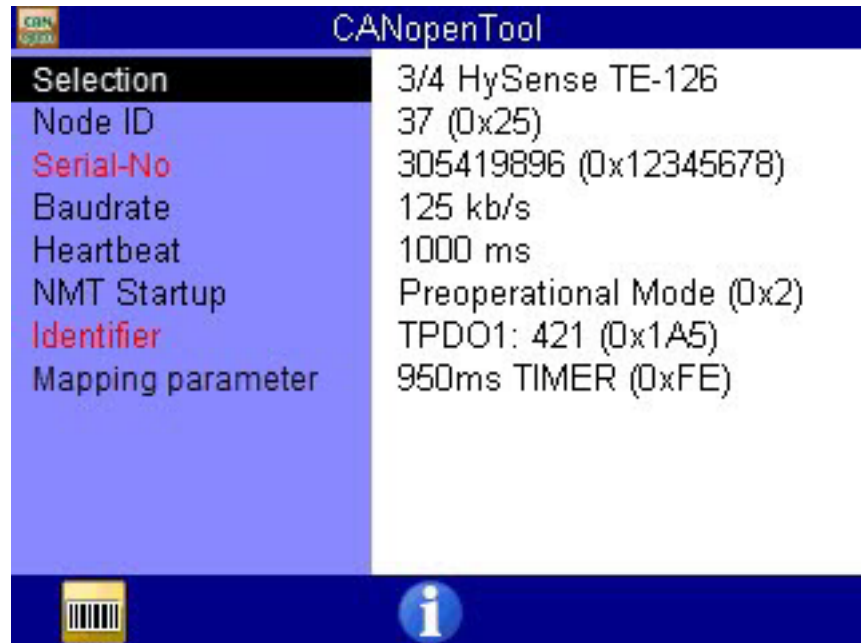 CANopenTool
Selection 3/4 HySense TE-126
Node ID 37 (0x25)
Serial-No 305419896 (0x12345678)
Baudrate 125 kb/s
Heartbeat 1000 ms
NMT Startup Preoperational Mode (0x2)
Identifier TPDO1: 421 (0x1A5)
Mapping parameter 950ms TIMER (0xFE)